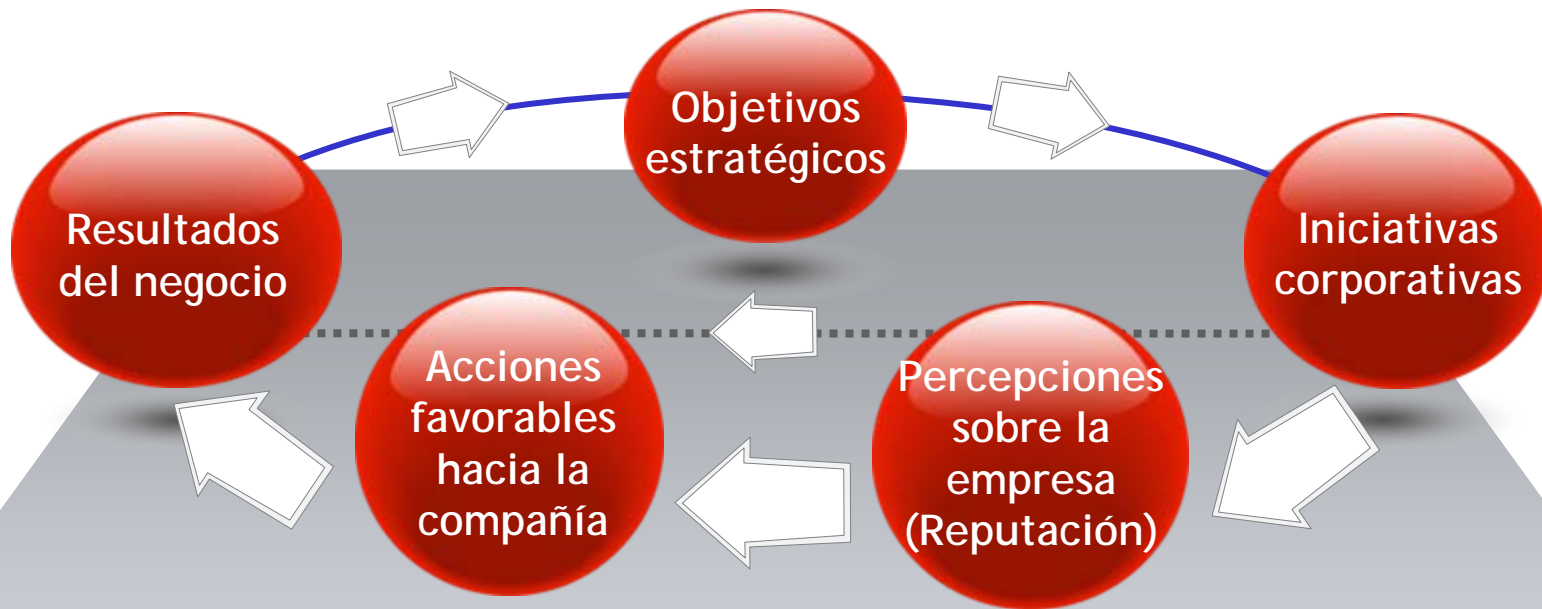 Objetivos
estratégicos
Resultados
del negocio
Iniciativas
corporativas
Acciones
favorables
hacia la
compañía
Percepciones
sobre la
empresa
(Reputación)